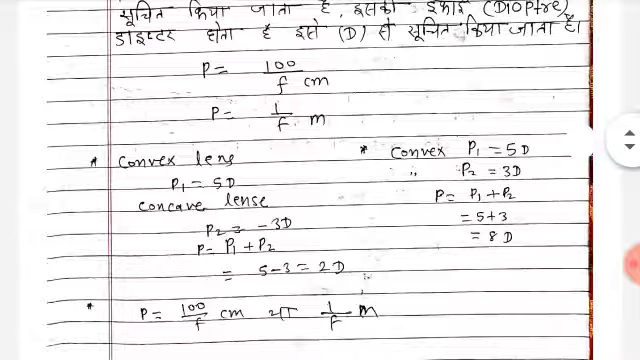 सूचित किया जाता है, इसका इकाई (Dioptre)
डाइप्टर होता है इसे (D) से सूचित किया जाता है।
P = 100/f cm
P = 1/f m
* Convex lens
P₁ = 5D
Concave lense
P₂ = -3D
P = P₁ + P₂
= 5-3 = 2D
* Convex P₁ = 5D
" P₂ = 3D
P = P₁ + P₂
= 5+3
= 8D
* P = 100/f cm या 1/f m